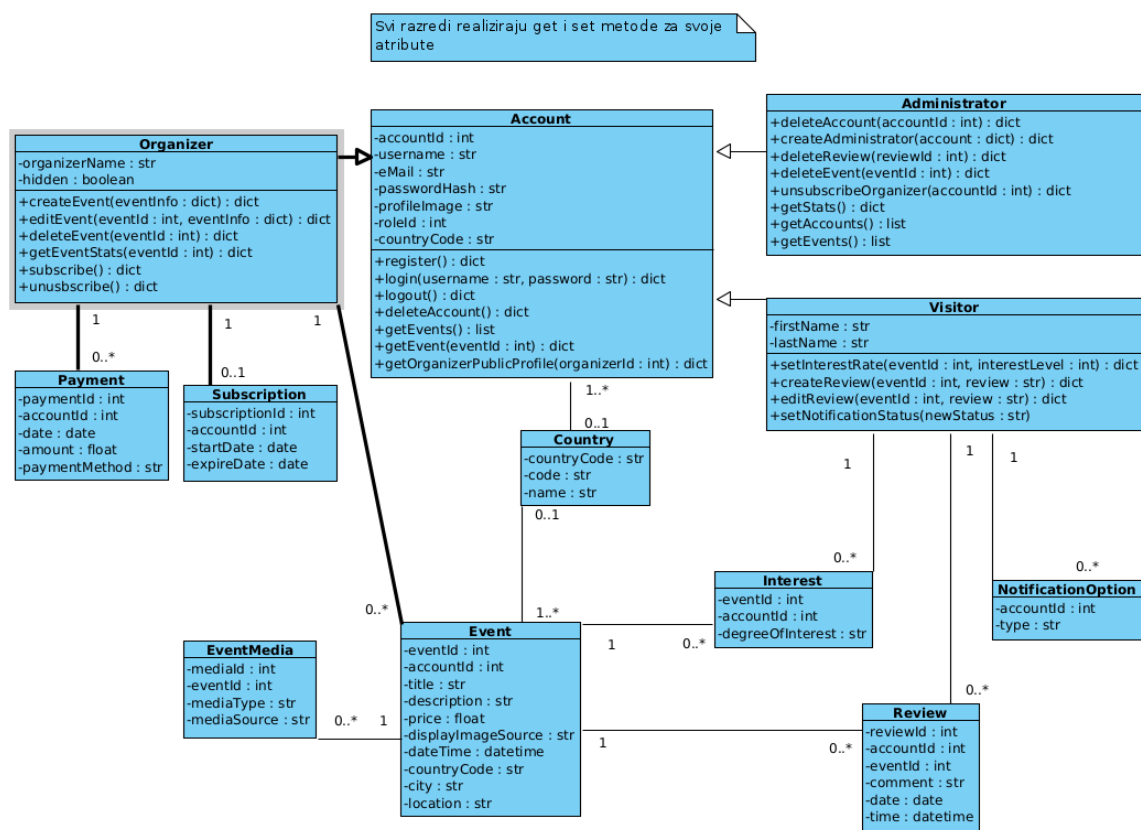 Svi razredi realiziraju get i set metode za svoje
atribute
Organizer
-organizerName : str
-hidden : boolean
+createEvent(eventInfo : dict) : dict
+editEvent(eventId : int, eventInfo : dict) : dict
+deleteEvent(eventId : int) : dict
+getEventStats(eventId : int) : dict
+subscribe() : dict
+unusbscribe() : dict
Account
-accountId : int
-username : str
-eMail : str
-passwordHash : str
-profileImage : str
-roleId : int
-countryCode : str
+register() : dict
+login(username : str, password : str) : dict
+logout() : dict
+deleteAccount() : dict
+getEvents() : list
+getEvent(eventId : int) : dict
+getOrganizerPublicProfile(organizerId : int) : dict
Administrator
+deleteAccount(accountId : int) : dict
+createAdministrator(account : dict) : dict
+deleteReview(reviewId : int) : dict
+deleteEvent(eventId : int) : dict
+unsubscribeOrganizer(accountId : int) : dict
+getStats() : dict
+getAccounts() : list
+getEvents() : list
Visitor
-firstName : str
-lastName : str
+setInterestRate(eventId : int, interestLevel : int) : dict
+createReview(eventId : int, review : str) : dict
+editReview(eventId : int, review : str) : dict
+setNotificationStatus(newStatus : str)
1
1
1
0..*
0..1
Payment
-paymentId : int
-accountId : int
-date : date
-amount : float
-paymentMethod : str
Subscription
-subscriptionId : int
-accountId : int
-startDate : date
-expireDate : date
1..*
0..1
Country
-countryCode : str
-code : str
-name : str
0..1
1
1
1
0..*
0..*
Interest
-eventId : int
-accountId : int
-degreeOfInterest : str
NotificationOption
-accountId : int
-type : str
0..*
1..*
Event
-eventId : int
-accountId : int
-title : str
-description : str
-price : float
-displayImageSource : str
-dateTime : datetime
-countryCode : str
-city : str
-location : str
1
0..*
EventMedia
-mediaId : int
-eventId : int
-mediaType : str
-mediaSource : str
0..*
1
0..*
1
0..*
Review
-reviewId : int
-accountId : int
-eventId : int
-comment : str
-date : date
-time : datetime